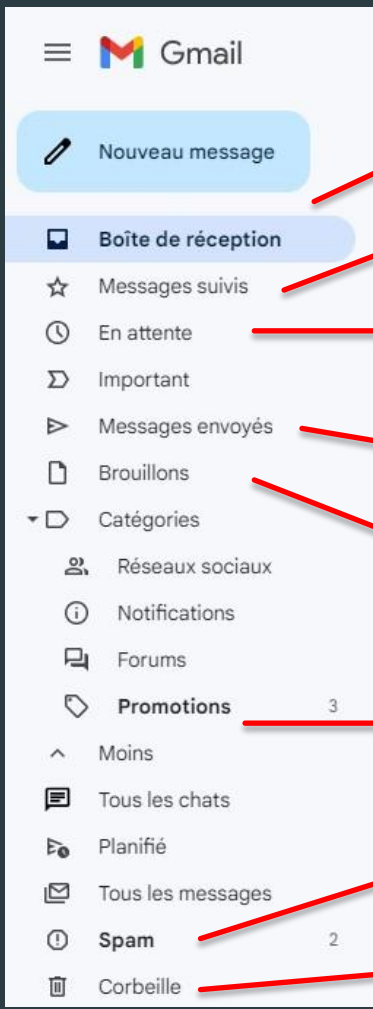 Gmail
Nouveau message
Boîte de réception
Messages suivis
En attente
Important
Messages envoyés
Brouillons
Catégories
Réseaux sociaux
Notifications
Forums
Promotions 3
Moins
Tous les chats
Planifié
Tous les messages
Spam 2
Corbeille